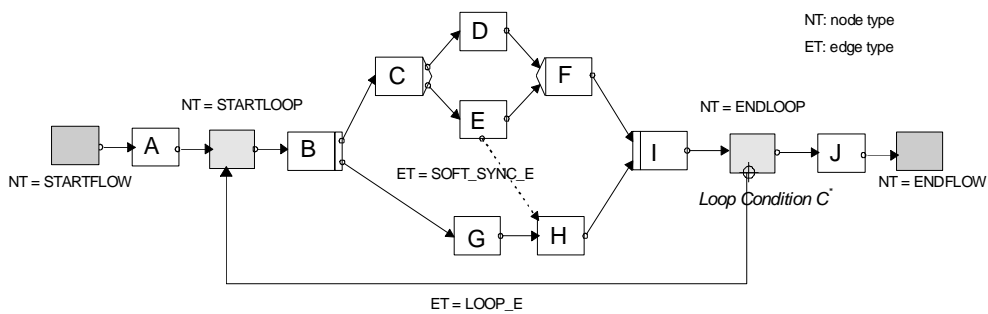 NT: node type
ET: edge type
D
C
F
E
NT = STARTLOOP
NT = ENDLOOP
A
B
I
J
NT = STARTFLOW
ET = SOFT_SYNC_E
NT = ENDFLOW
Loop Condition C*
G
H
ET = LOOP_E